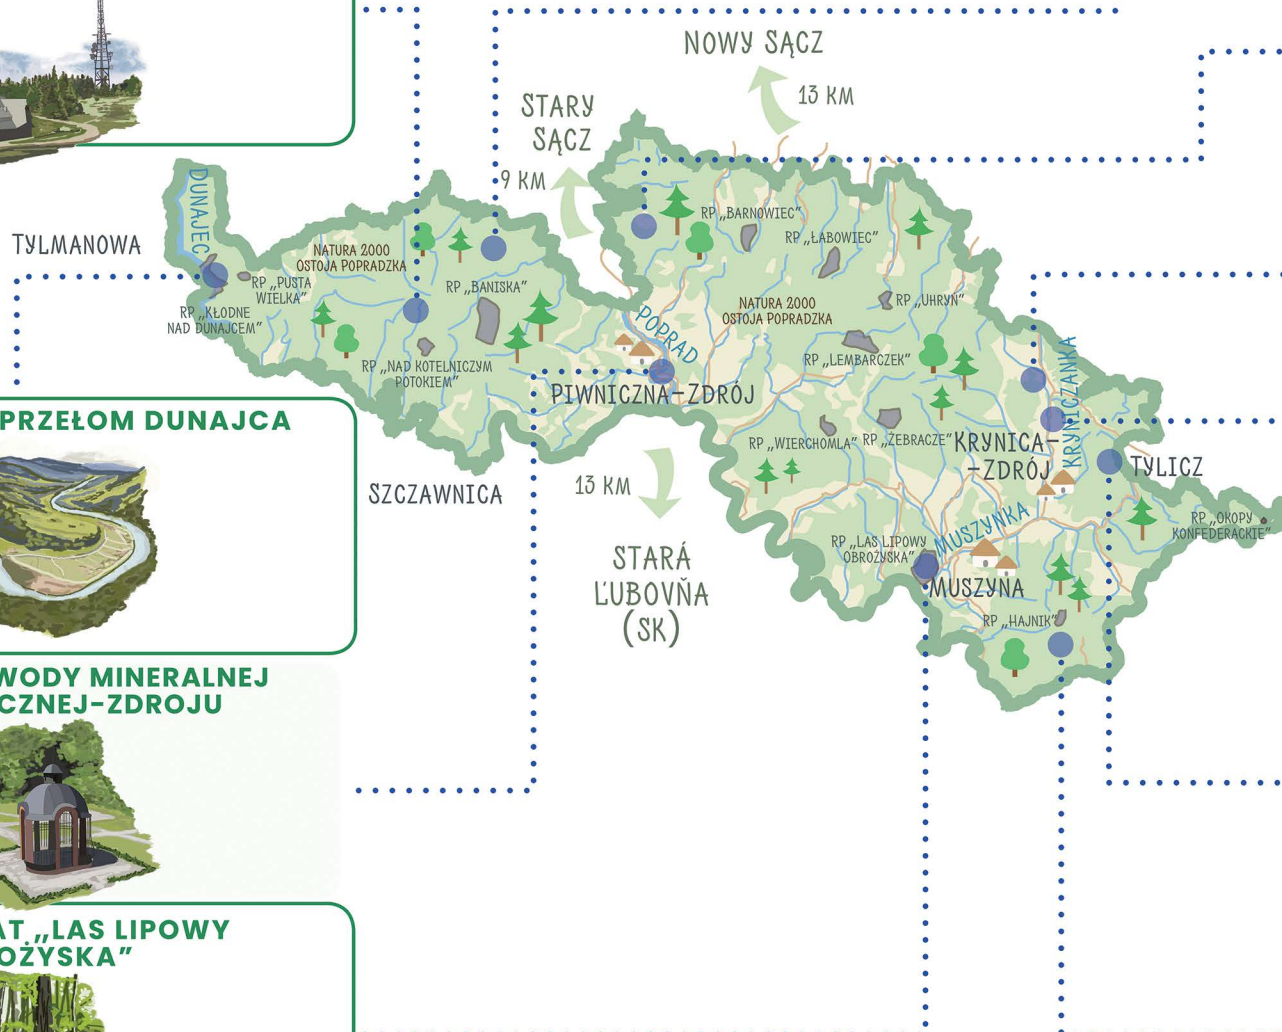 NOWY SĄCZ
13 KM
STARY
SĄCZ
9 KM
DUNAJEC
TYLMANOWA
NATURA 2000
OSTOJA POPRADZKA
RP „PUSTA
WIELKA”
RP „KŁODNE
NAD DUNAJCEM”
RP „BANISKA”
RP „NAD KOTELNICZYM
POTOKIEM”
RP „BARNOWIEC”
RP „ŁABOWIEC”
NATURA 2000
OSTOJA POPRADZKA
RP „UHRYŃ”
RP „LEMBARCZEK”
POPRAD
PIWNICZNA-ZDRÓJ
KRYNICZANKA
RP „WIERCHOMLA”
RP „ŻEBRACZE”
KRYNICA-
-ZDRÓJ
TYLICZ
SZCZAWNICA
13 KM
STARÁ
ĽUBOVŇA
(SK)
RP „OKOPY
KONFEDERACKIE”
RP „LAS LIPOWY
OBROŻYSKA”
MUSZYNKA
MUSZYNA
RP „HAJNIK”
PRZEŁOM DUNAJCA
WODY MINERALNEJ
CZNEJ-ZDROJU
AT „LAS LIPOWY
OŻYSKA”